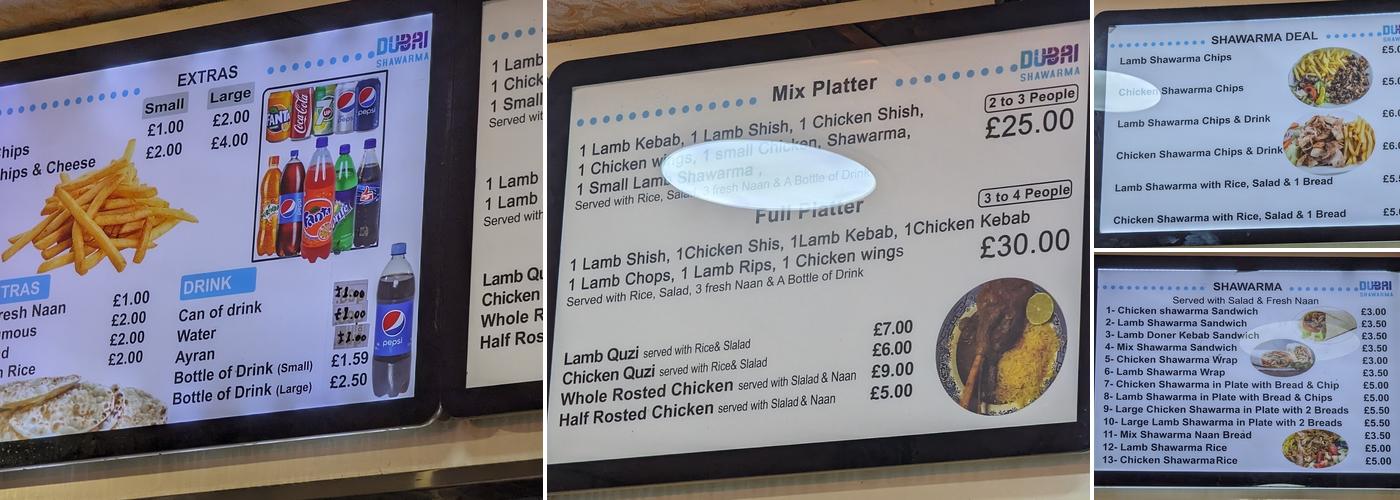 EXTRAS
DUBAI
SHAWARMA
Small Large
Chips £1.00 £2.00
Chips & Cheese £2.00 £4.00
TRAS
esh Naan £1.00
mous £2.00
£2.00
n Rice £2.00
DRINK
Can of drink £1.00
Water £1.00
Ayran £1.00
Bottle of Drink (Small) £1.59
Bottle of Drink (Large) £2.50
FANTA
Coca-Cola
7UP
pepsi
pepsi
pepsi
Fanta
pepsi
1 Lamb
1 Chick
1 Small
Served wit
1 Lamb
1 Lamb
Served wit
Lamb Qu
Chicken
Whole R
Half Ros
DUBAI
SHAWARMA
Mix Platter
2 to 3 People
1 Lamb Kebab, 1 Lamb Shish, 1 Chicken Shish,
1 Chicken wings, 1 small Chicken, Shawarma,
1 Small Lamb Shawarma ,
£25.00
Served with Rice, Salad, 3 fresh Naan & A Bottle of Drink
Full Platter
3 to 4 People
1 Lamb Shish, 1Chicken Shis, 1Lamb Kebab, 1Chicken Kebab
1 Lamb Chops, 1 Lamb Rips, 1 Chicken wings
£30.00
Served with Rice, Salad, 3 fresh Naan & A Bottle of Drink
Lamb Quzi served with Rice& Slalad £7.00
Chicken Quzi served with Rice& Slalad £6.00
Whole Rosted Chicken served with Slalad & Naan £9.00
Half Rosted Chicken served with Slalad & Naan £5.00
SHAWARMA DEAL
Lamb Shawarma Chips
Chicken Shawarma Chips
Lamb Shawarma Chips & Drink
Chicken Shawarma Chips & Drink
Lamb Shawarma with Rice, Salad & 1 Bread
Chicken Shawarma with Rice, Salad & 1 Bread
SHAWARMA
DUBAI
SHAWARMA
Served with Salad & Fresh Naan
1- Chicken shawarma Sandwich £3.00
2- Lamb Shawarma Sandwich £3.50
3- Lamb Doner Kebab Sandwich £3.50
4- Mix Shawarma Sandwich £3.50
5- Chicken Shawarma Wrap £3.00
6- Lamb Shawarma Wrap £3.50
7- Chicken Shawarma in Plate with Bread & Chip £5.00
8- Lamb Shawarma in Plate with Bread & Chips £5.00
9- Large Chicken Shawarma in Plate with 2 Breads £5.50
10- Large Lamb Shawarma in Plate with 2 Breads £5.50
11- Mix Shawarma Naan Bread £3.50
12- Lamb Shawarma Rice £5.00
13- Chicken ShawarmaRice £5.00